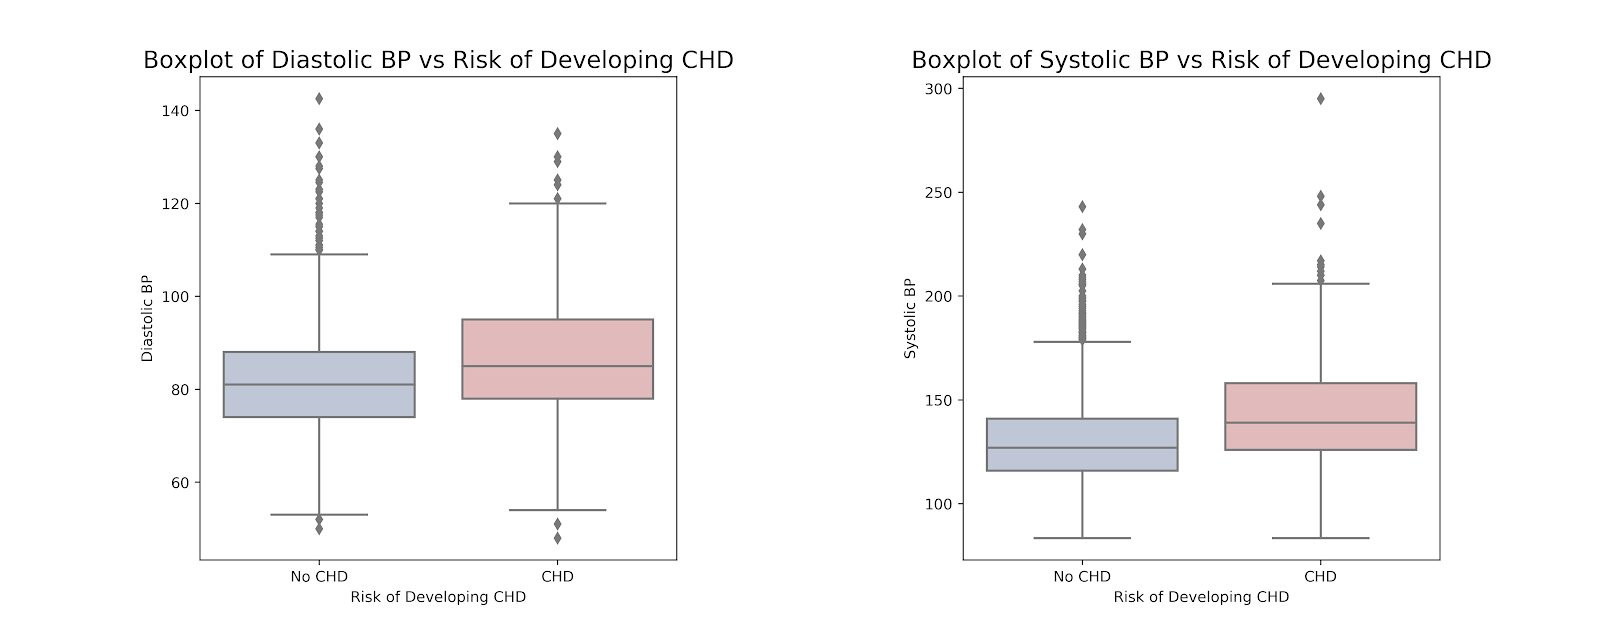 Boxplot of Diastolic BP vs Risk of Developing CHD
140
120
100
80
60
Diastolic BP
No CHD
CHD
Risk of Developing CHD
Boxplot of Systolic BP vs Risk of Developing CHD
300
250
200
150
100
Systolic BP
No CHD
CHD
Risk of Developing CHD